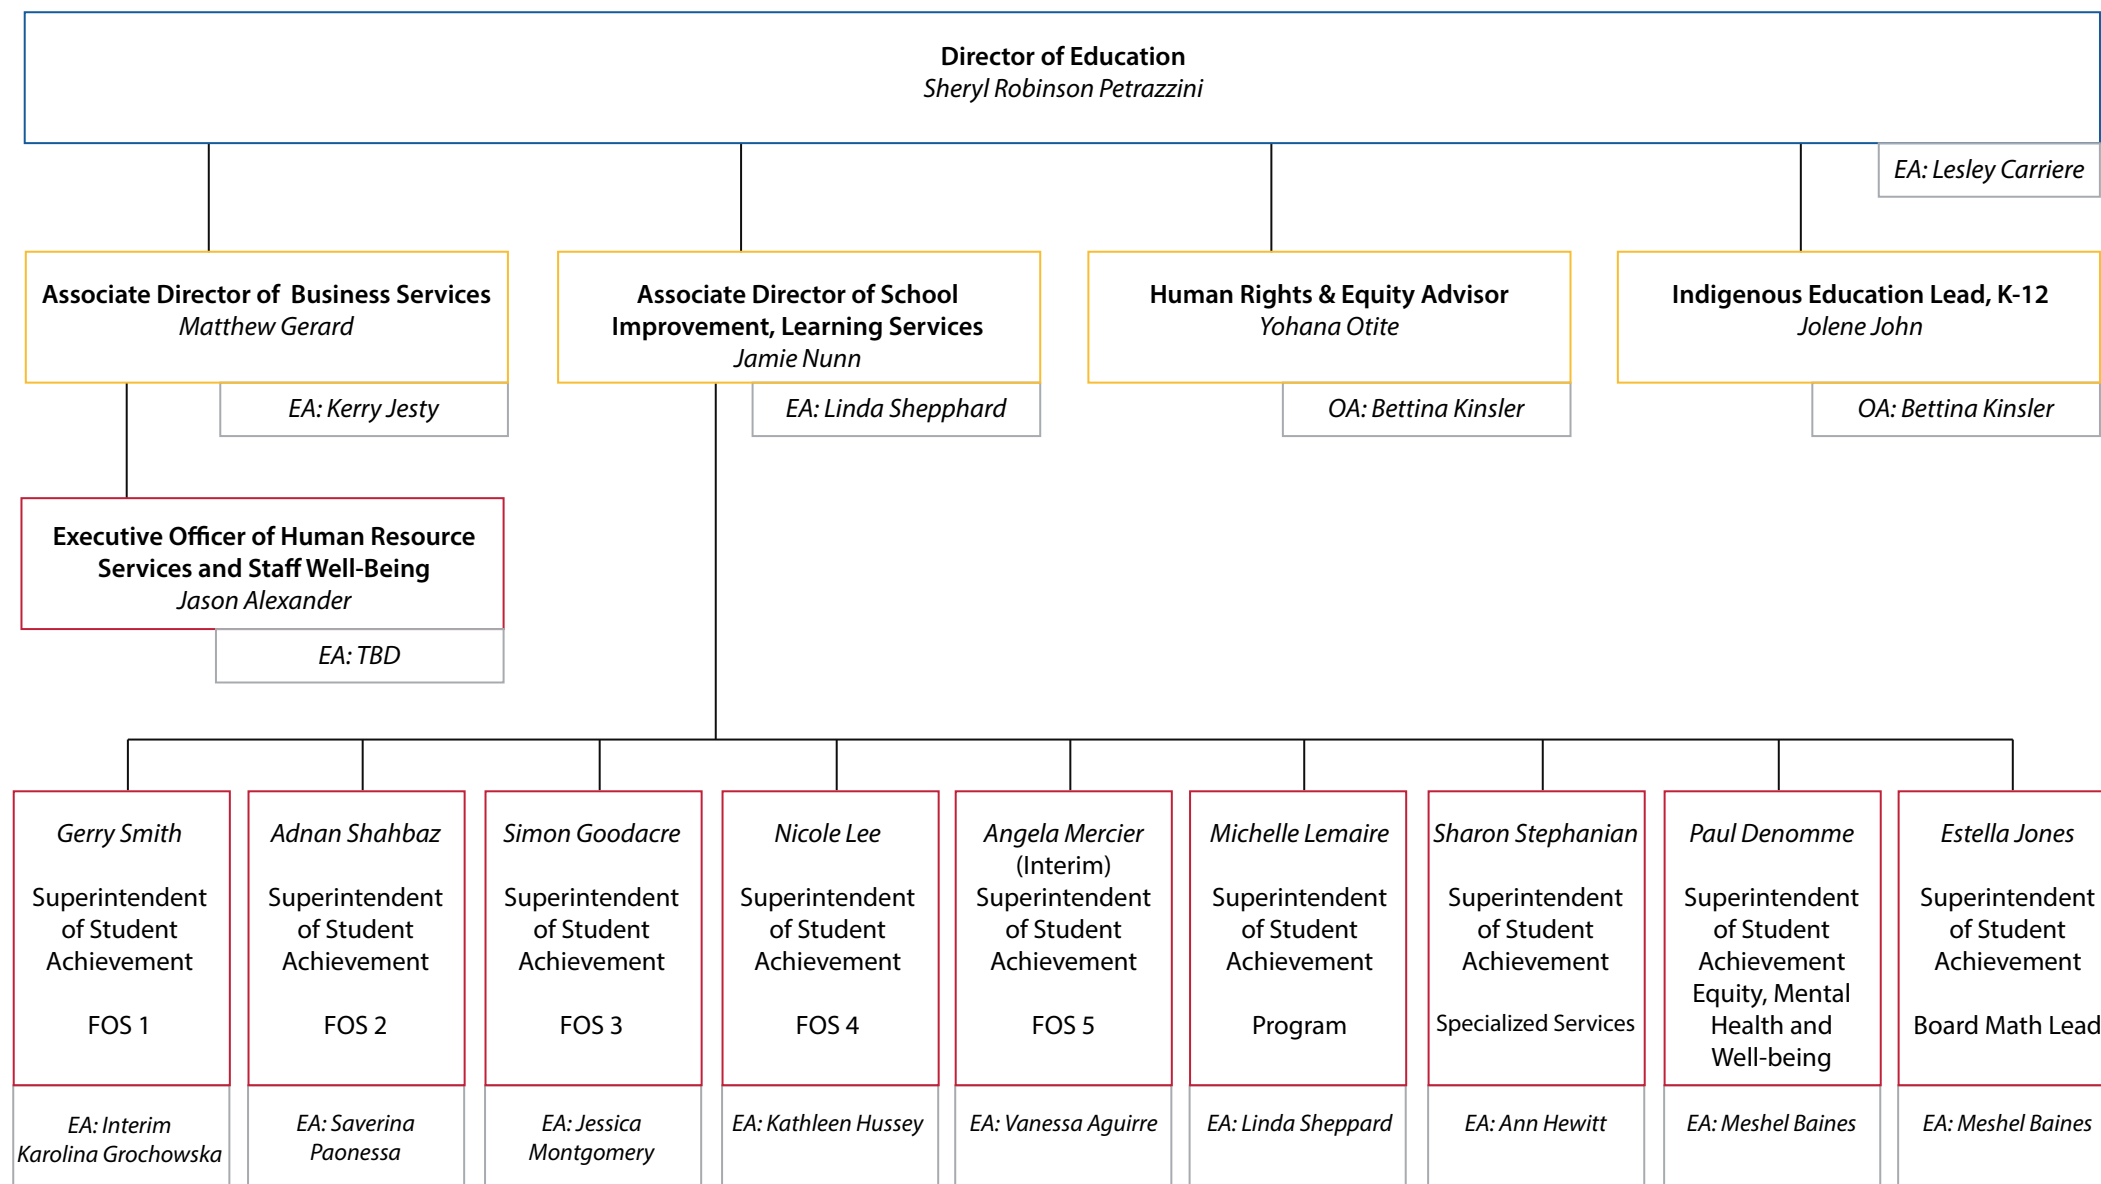 Director of Education
Sheryl Robinson Petrazzini
EA: Lesley Carriere
Associate Director of  Business Services
Matthew Gerard
EA: Kerry Jesty
Associate Director of School
Improvement, Learning Services
Jamie Nunn
EA: Linda Shepphard
Human Rights & Equity Advisor
Yohana Otite
OA: Bettina Kinsler
Indigenous Education Lead, K-12
Jolene John
OA: Bettina Kinsler
Executive Officer of Human Resource
Services and Staff Well-Being
Jason Alexander
EA: TBD
Gerry Smith
Superintendent
of Student
Achievement
FOS 1
EA: Interim
Karolina Grochowska
Adnan Shahbaz
Superintendent
of Student
Achievement
FOS 2
EA: Saverina
Paonessa
Simon Goodacre
Superintendent
of Student
Achievement
FOS 3
EA: Jessica
Montgomery
Nicole Lee
Superintendent
of Student
Achievement
FOS 4
EA: Kathleen Hussey
Angela Mercier
(Interim)
Superintendent
of Student
Achievement
FOS 5
EA: Vanessa Aguirre
Michelle Lemaire
Superintendent
of Student
Achievement
Program
EA: Linda Sheppard
Sharon Stephanian
Superintendent
of Student
Achievement
Specialized Services
EA: Ann Hewitt
Paul Denomme
Superintendent
of Student
Achievement
Equity, Mental
Health and
Well-being
EA: Meshel Baines
Estella Jones
Superintendent
of Student
Achievement
Board Math Lead
EA: Meshel Baines